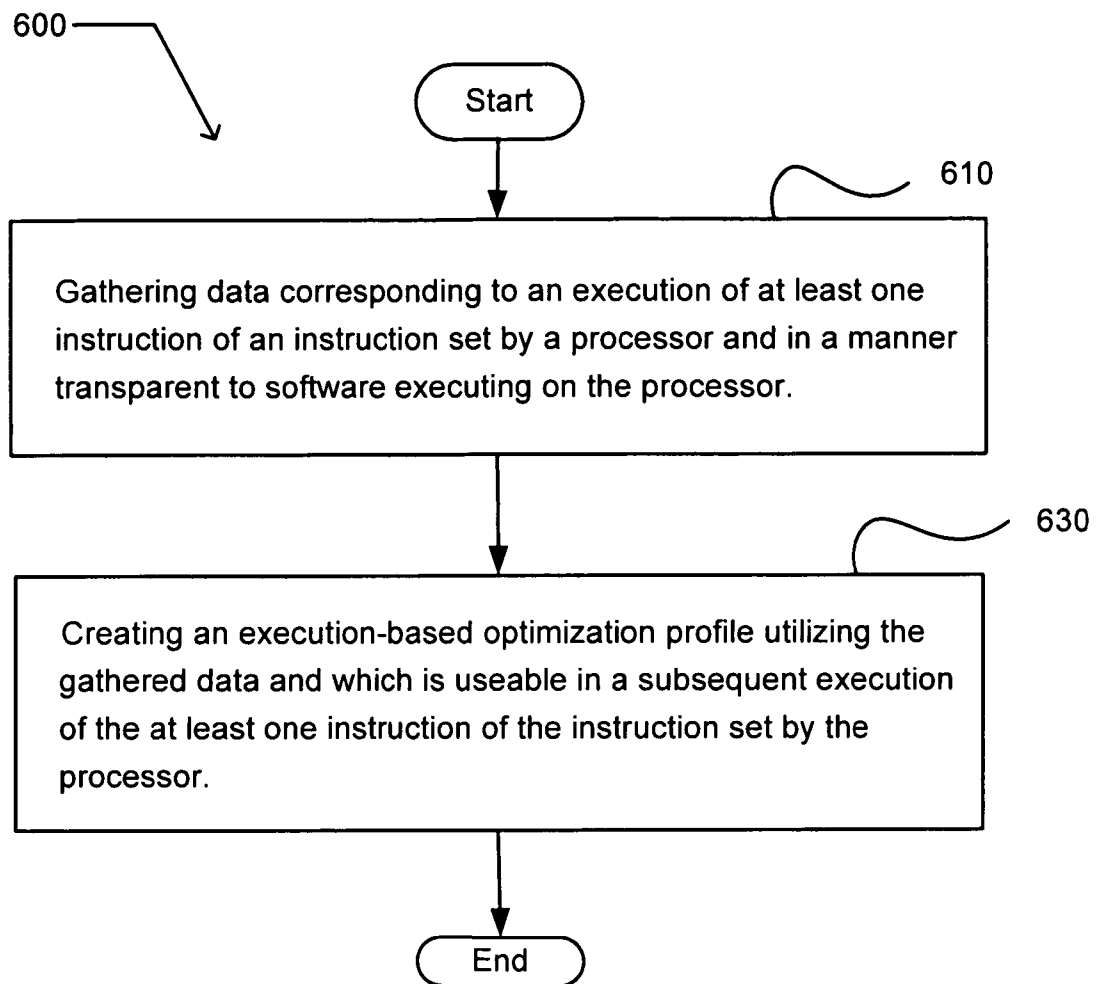 600
Start
610
Gathering data corresponding to an execution of at least one
instruction of an instruction set by a processor and in a manner
transparent to software executing on the processor.
630
Creating an execution-based optimization profile utilizing the
gathered data and which is useable in a subsequent execution
of the at least one instruction of the instruction set by the
processor.
End